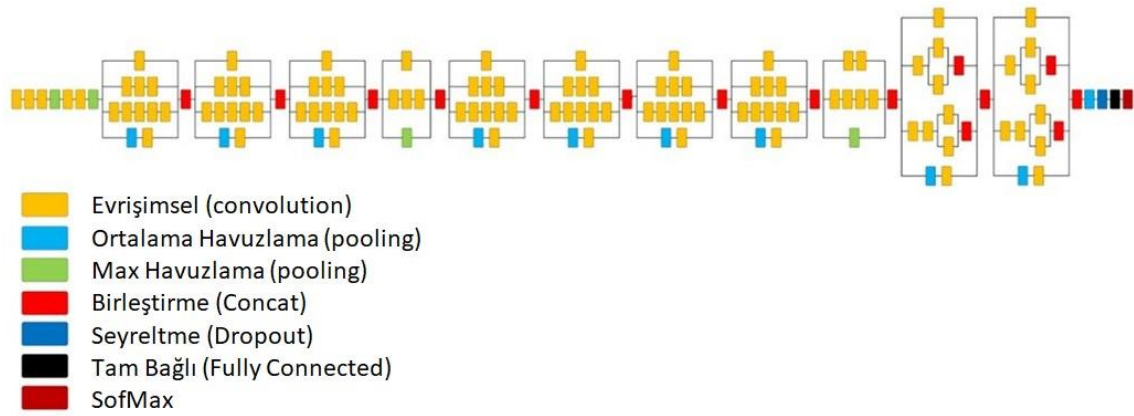 Evrişimsel (convolution)
Ortalama Havuzlama (pooling)
Max Havuzlama (pooling)
Birleştirme (Concat)
Seyreltme (Dropout)
Tam Bağlı (Fully Connected)
SofMax